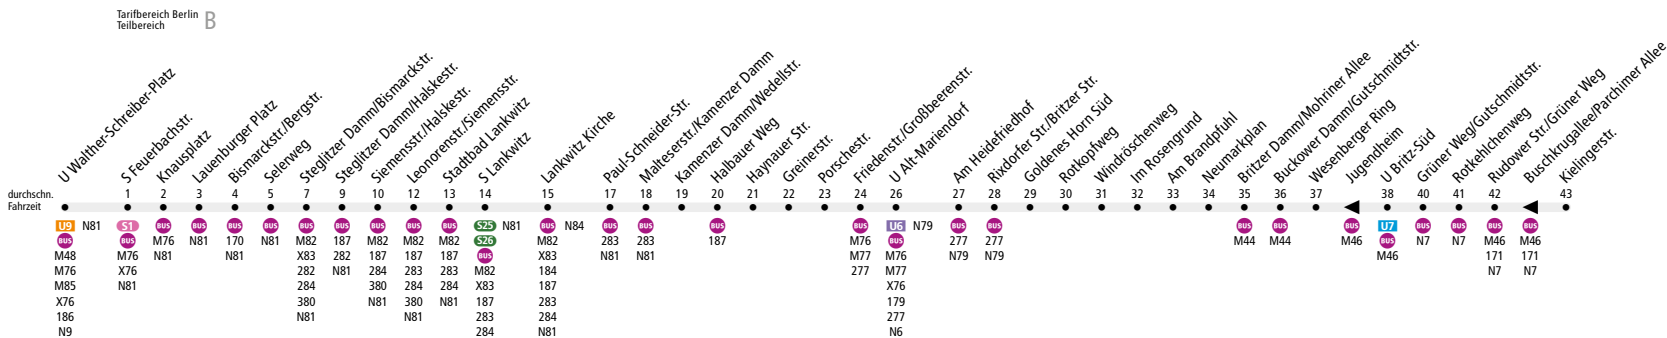 Tarifbereich Berlin
Teilbereich B
U Walther-Schreiber-Platz
S Feuerbachstr.
Knausplatz
Lauenburger Platz
Bismarckstr./Bergstr.
Selerweg
Steglitzer Damm/Bismarckstr.
Steglitzer Damm/Halskestr.
Siemensstr./Halskestr.
Leonorenstr./Siemensstr.
Stadtbad Lankwitz
S Lankwitz
Lankwitz Kirche
Paul-Schneider-Str.
Malteserstr./Kamenzer Damm
Kamenzer Damm/Wedellstr.
Halbauer Weg
Haynauer Str.
Greinerstr.
Porschestr.
Friedenstr./Großbeerenstr.
U Alt-Mariendorf
Am Heidefriedhof
Rixdorfer Str./Britzer Str.
Goldenes Horn Süd
Rotkopfweg
Windröschenweg
Im Rosengrund
Am Brandpfuhl
Neumarkplan
Britzer Damm/Mohriner Allee
Buckower Damm/Gutschmidtstr.
Wesenberger Ring
Jugendheim
U Britz-Süd
Grüner Weg/Gutschmidtstr.
Rotkehlchenweg
Rudower Str./Grüner Weg
Buschkrugallee/Parchimer Allee
Kielingerstr.
durchschn. 1 2 3 4 5 7 9 10 12 13 14 15 17 18 19 20 21 22 23 24 26 27 28 29 30 31 32 33 34 35 36 37 38 40 41 42 43
Fahrzeit
U9 N81 S1 BUS BUS BUS BUS BUS BUS BUS BUS BUS S25 N81 BUS N84 BUS BUS BUS BUS U6 N79 BUS BUS BUS BUS BUS U7 BUS BUS BUS BUS
BUS BUS M76 N81 170 N81 M82 187 M82 M82 M82 S26 M82 283 283 187 M76 BUS 277 277 M44 M44 M46 BUS N7 N7 M46 M46
M48 M76 N81 N81 X83 282 187 187 187 BUS X83 N81 N81 M77 M76 N79 N79 M46 171 171
M76 X76 282 N81 284 283 283 M82 184 277 M77 N7 N7
M85 N81 284 380 284 284 X83 187 X76
X76 380 N81 380 N81 187 283 179
186 N81 N81 283 284 277
N9 284 N81 N6